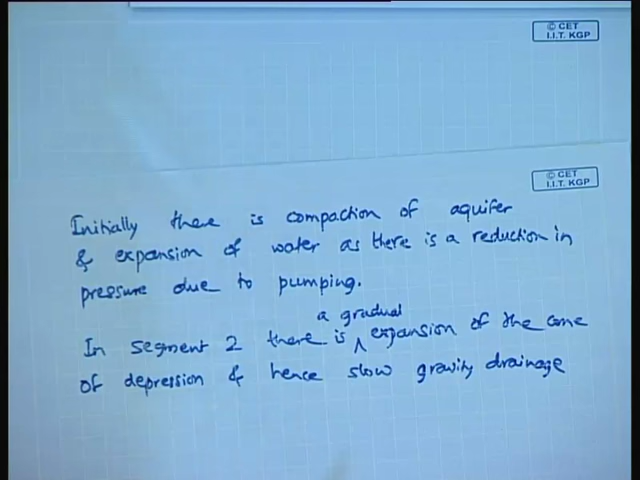 © CET
I.I.T. KGP
© CET
I.I.T. KGP
Initially there is compaction of aquifer
& expansion of water as there is a reduction in
pressure due to pumping.
a gradual
In segment 2 there is ∧ expansion of the cone
of depression & hence slow gravity drainage